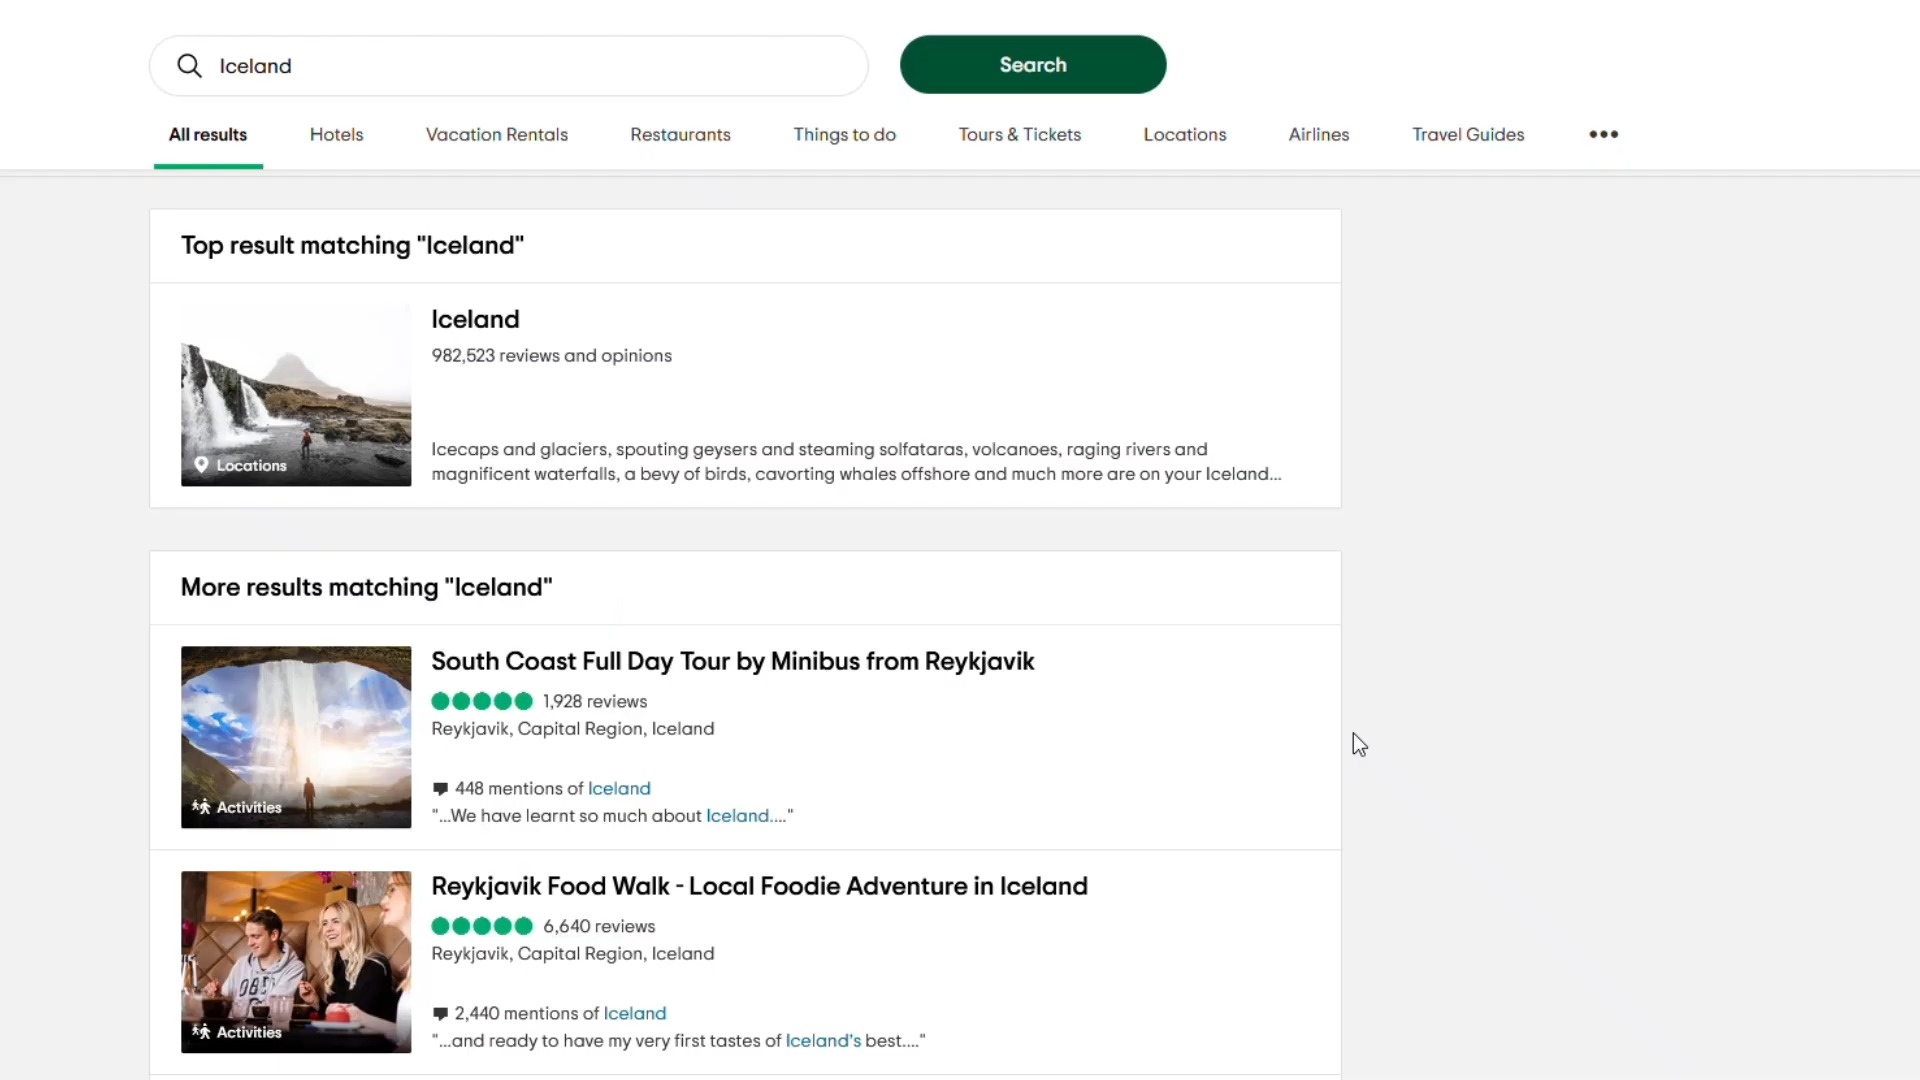 Iceland
Search
All results
Hotels
Vacation Rentals
Restaurants
Things to do
Tours & Tickets
Locations
Airlines
Travel Guides
Top result matching "Iceland"
Locations
Iceland
982,523 reviews and opinions
Icecaps and glaciers, spouting geysers and steaming solfataras, volcanoes, raging rivers and
magnificent waterfalls, a bevy of birds, cavorting whales offshore and much more are on your Iceland...
More results matching "Iceland"
Activities
South Coast Full Day Tour by Minibus from Reykjavik
1,928 reviews
Reykjavik, Capital Region, Iceland
448 mentions of Iceland
"...We have learnt so much about Iceland...."
Activities
Reykjavik Food Walk - Local Foodie Adventure in Iceland
6,640 reviews
Reykjavik, Capital Region, Iceland
2,440 mentions of Iceland
"...and ready to have my very first tastes of Iceland's best...."